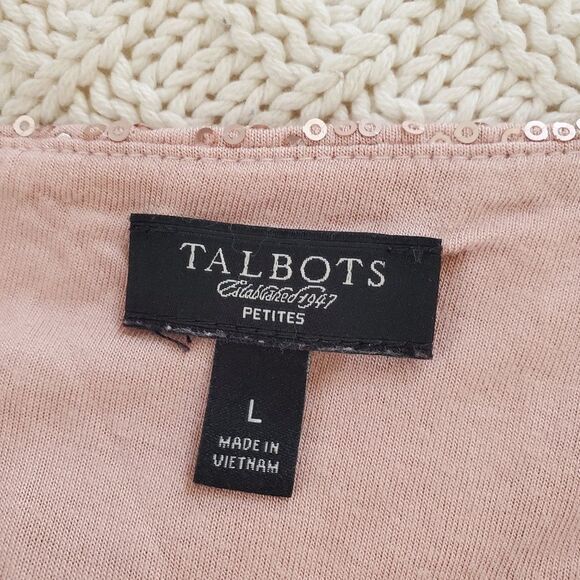 TALBOTS
Established 1947
PETITES
L
MADE IN
VIETNAM